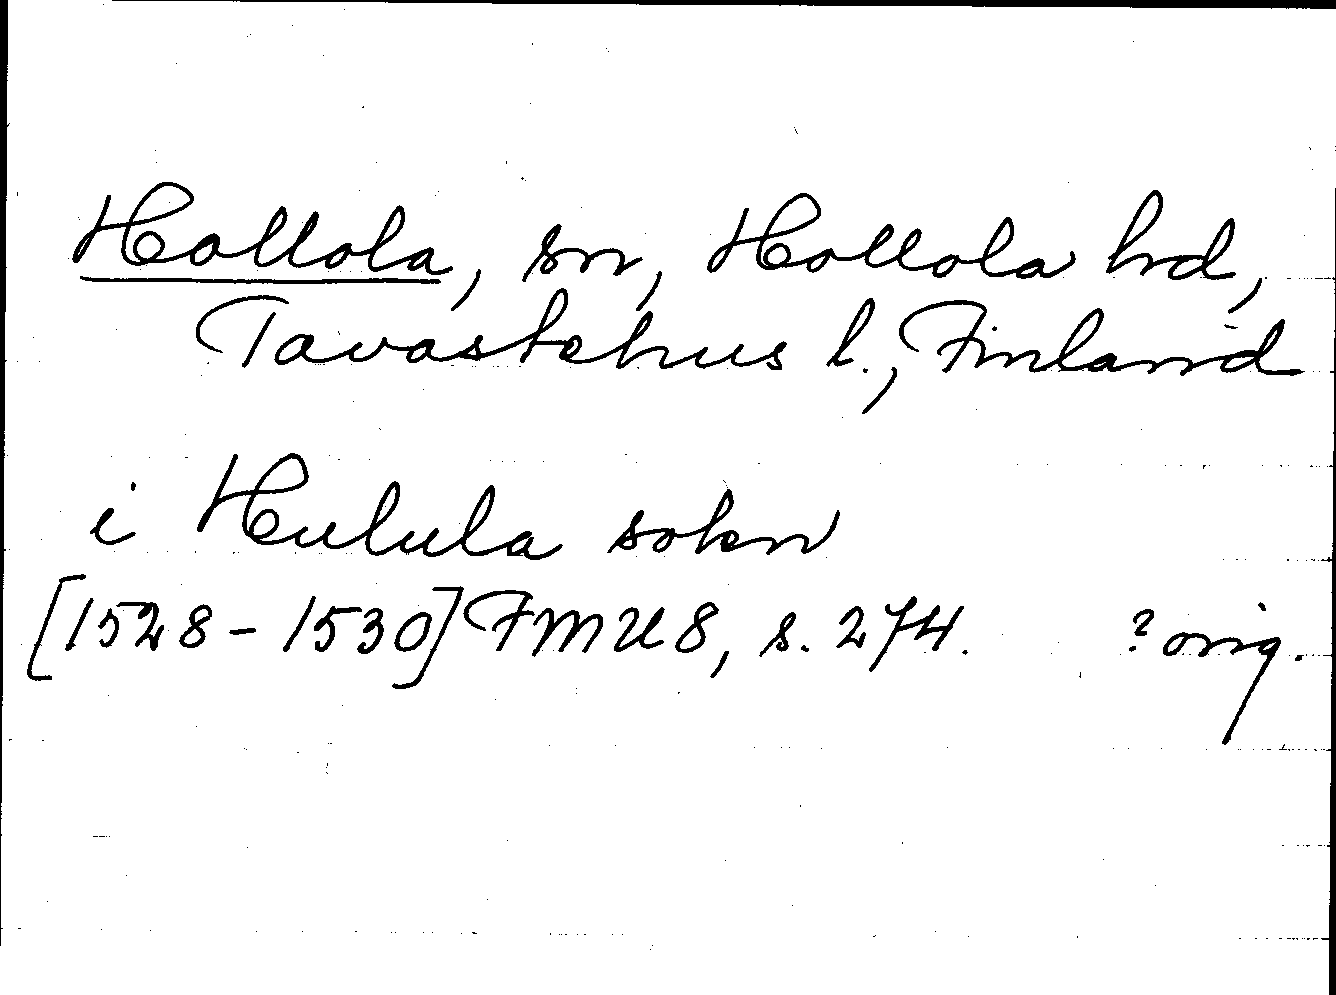 Hollola, sn, Hollola hd,
Tavastehus l., Finland
i Hulula sokn
[1528-1530] FMU 8, s. 274. ? orig.